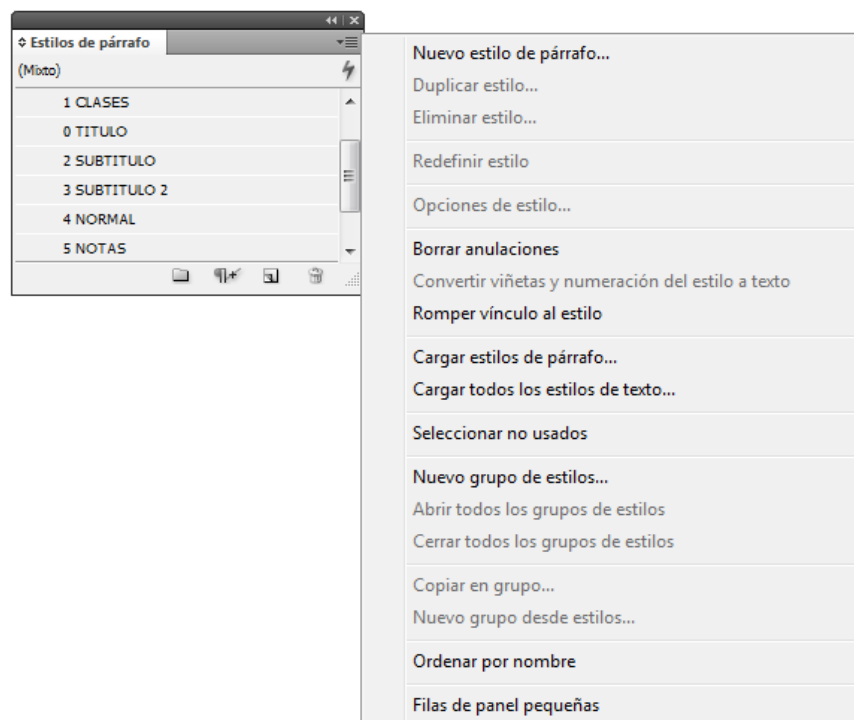 Estilos de párrafo
(Mixto)
1 CLASES
0 TITULO
2 SUBTITULO
3 SUBTITULO 2
4 NORMAL
5 NOTAS
Nuevo estilo de párrafo...
Duplicar estilo...
Eliminar estilo...
Redefinir estilo
Opciones de estilo...
Borrar anulaciones
Convertir viñetas y numeración del estilo a texto
Romper vínculo al estilo
Cargar estilos de párrafo...
Cargar todos los estilos de texto...
Seleccionar no usados
Nuevo grupo de estilos...
Abrir todos los grupos de estilos
Cerrar todos los grupos de estilos
Copiar en grupo...
Nuevo grupo desde estilos...
Ordenar por nombre
Filas de panel pequeñas